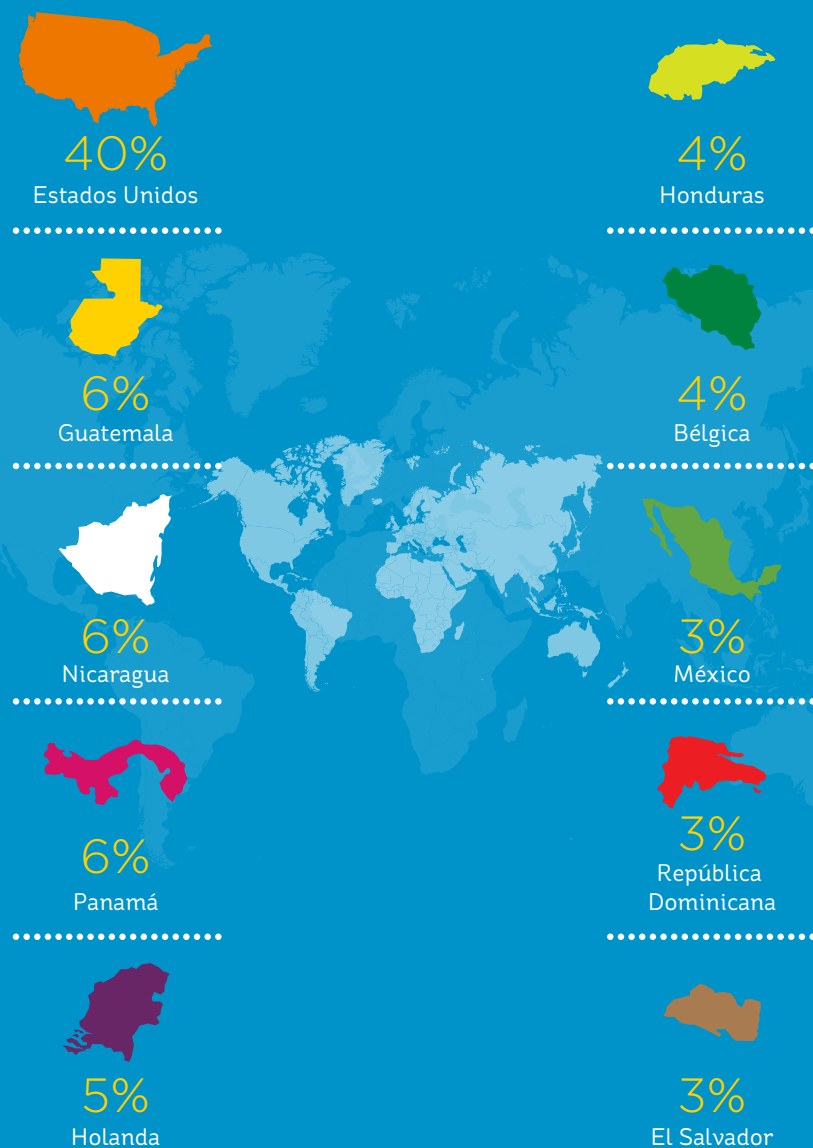 40%
Estados Unidos
6%
Guatemala
6%
Nicaragua
6%
Panamá
5%
Holanda
4%
Honduras
4%
Bélgica
3%
México
3%
República
Dominicana
3%
El Salvador